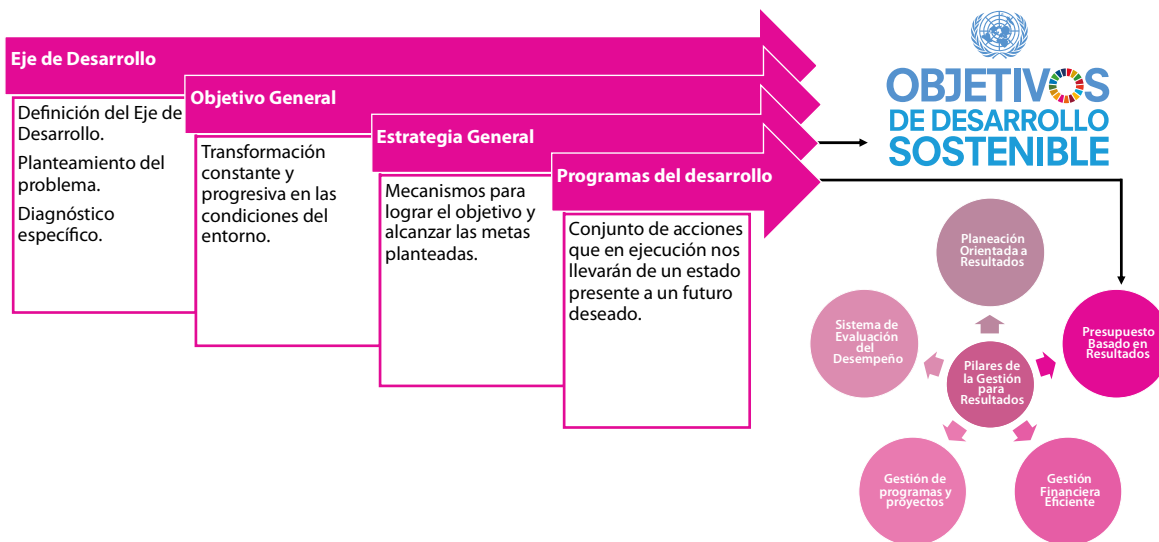 Eje de Desarrollo
Definición del Eje de
Desarrollo.
Planteamiento del
problema.
Diagnóstico
específico.
Objetivo General
Transformación
constante y
progresiva en las
condiciones del
entorno.
Estrategia General
Mecanismos para
lograr el objetivo y
alcanzar las metas
planteadas.
Programas del desarrollo
Conjunto de acciones
que en ejecución nos
llevarán de un estado
presente a un futuro
deseado.
OBJETIVOS
DE DESARROLLO
SOSTENIBLE
Planeación
Orientada a
Resultados
Sistema de
Evaluación
del
Desempeño
Presupuesto
Basado en
Resultados
Pilares de
la Gestión
para
Resultados
Gestión de
programas y
proyectos
Gestión
Financiera
Eficiente